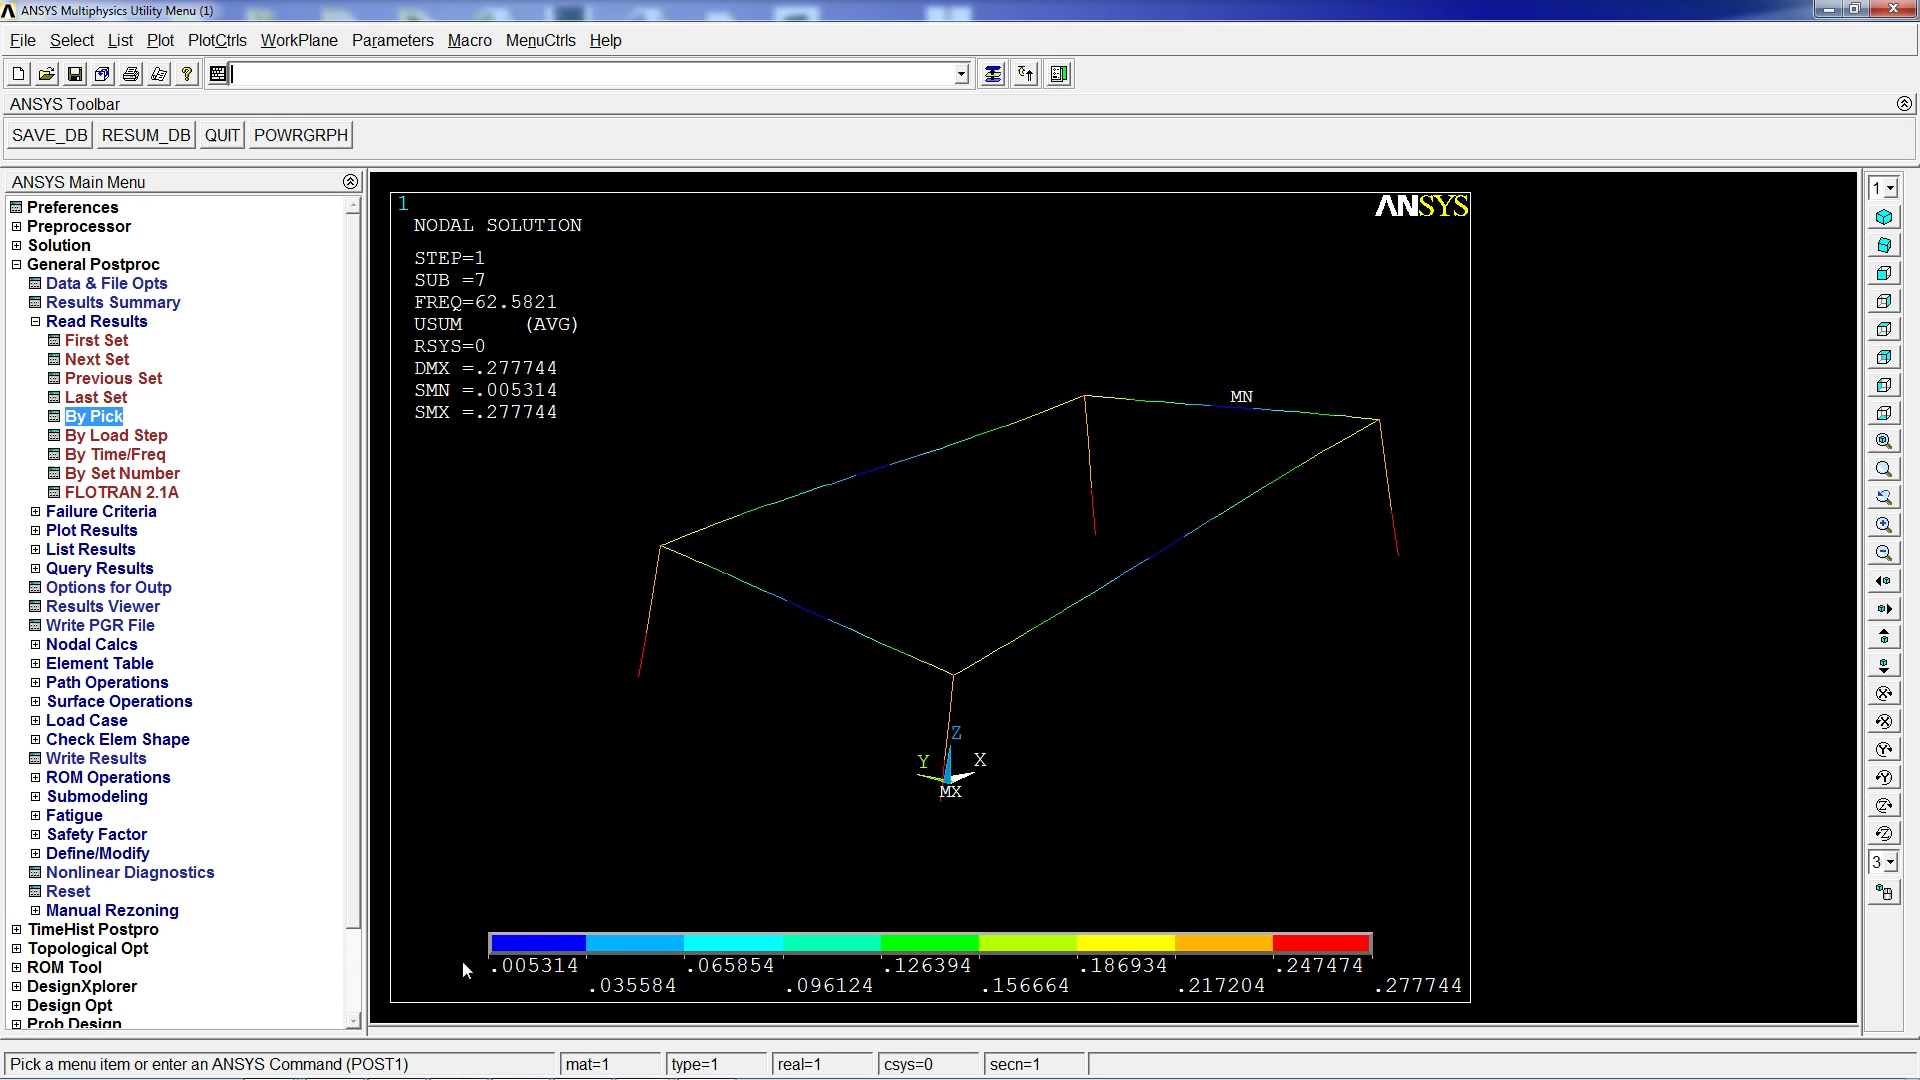 ANSYS Multiphysics Utility Menu (1)
File Select List Plot PlotCtrls WorkPlane Parameters Macro MenuCtrls Help
ANSYS Toolbar
SAVE_DB RESUM_DB QUIT POWRGRPH
ANSYS Main Menu
Preferences
Preprocessor
Solution
General Postproc
Data & File Opts
Results Summary
Read Results
First Set
Next Set
Previous Set
Last Set
By Pick
By Load Step
By Time/Freq
By Set Number
FLOTRAN 2.1A
Failure Criteria
Plot Results
List Results
Query Results
Options for Outp
Results Viewer
Write PGR File
Nodal Calcs
Element Table
Path Operations
Surface Operations
Load Case
Check Elem Shape
Write Results
ROM Operations
Submodeling
Fatigue
Safety Factor
Define/Modify
Nonlinear Diagnostics
Reset
Manual Rezoning
TimeHist Postpro
Topological Opt
ROM Tool
DesignXplorer
Design Opt
Prob Design
1
ANSYS
NODAL SOLUTION
STEP=1
SUB =7
FREQ=62.5821
USUM (AVG)
RSYS=0
DMX =.277744
SMN =.005314
SMX =.277744
MN
Z
Y X
MX
.005314 .065854 .126394 .186934 .247474
.035584 .096124 .156664 .217204 .277744
1
3
Pick a menu item or enter an ANSYS Command (POST1) mat=1 type=1 real=1 csys=0 secn=1